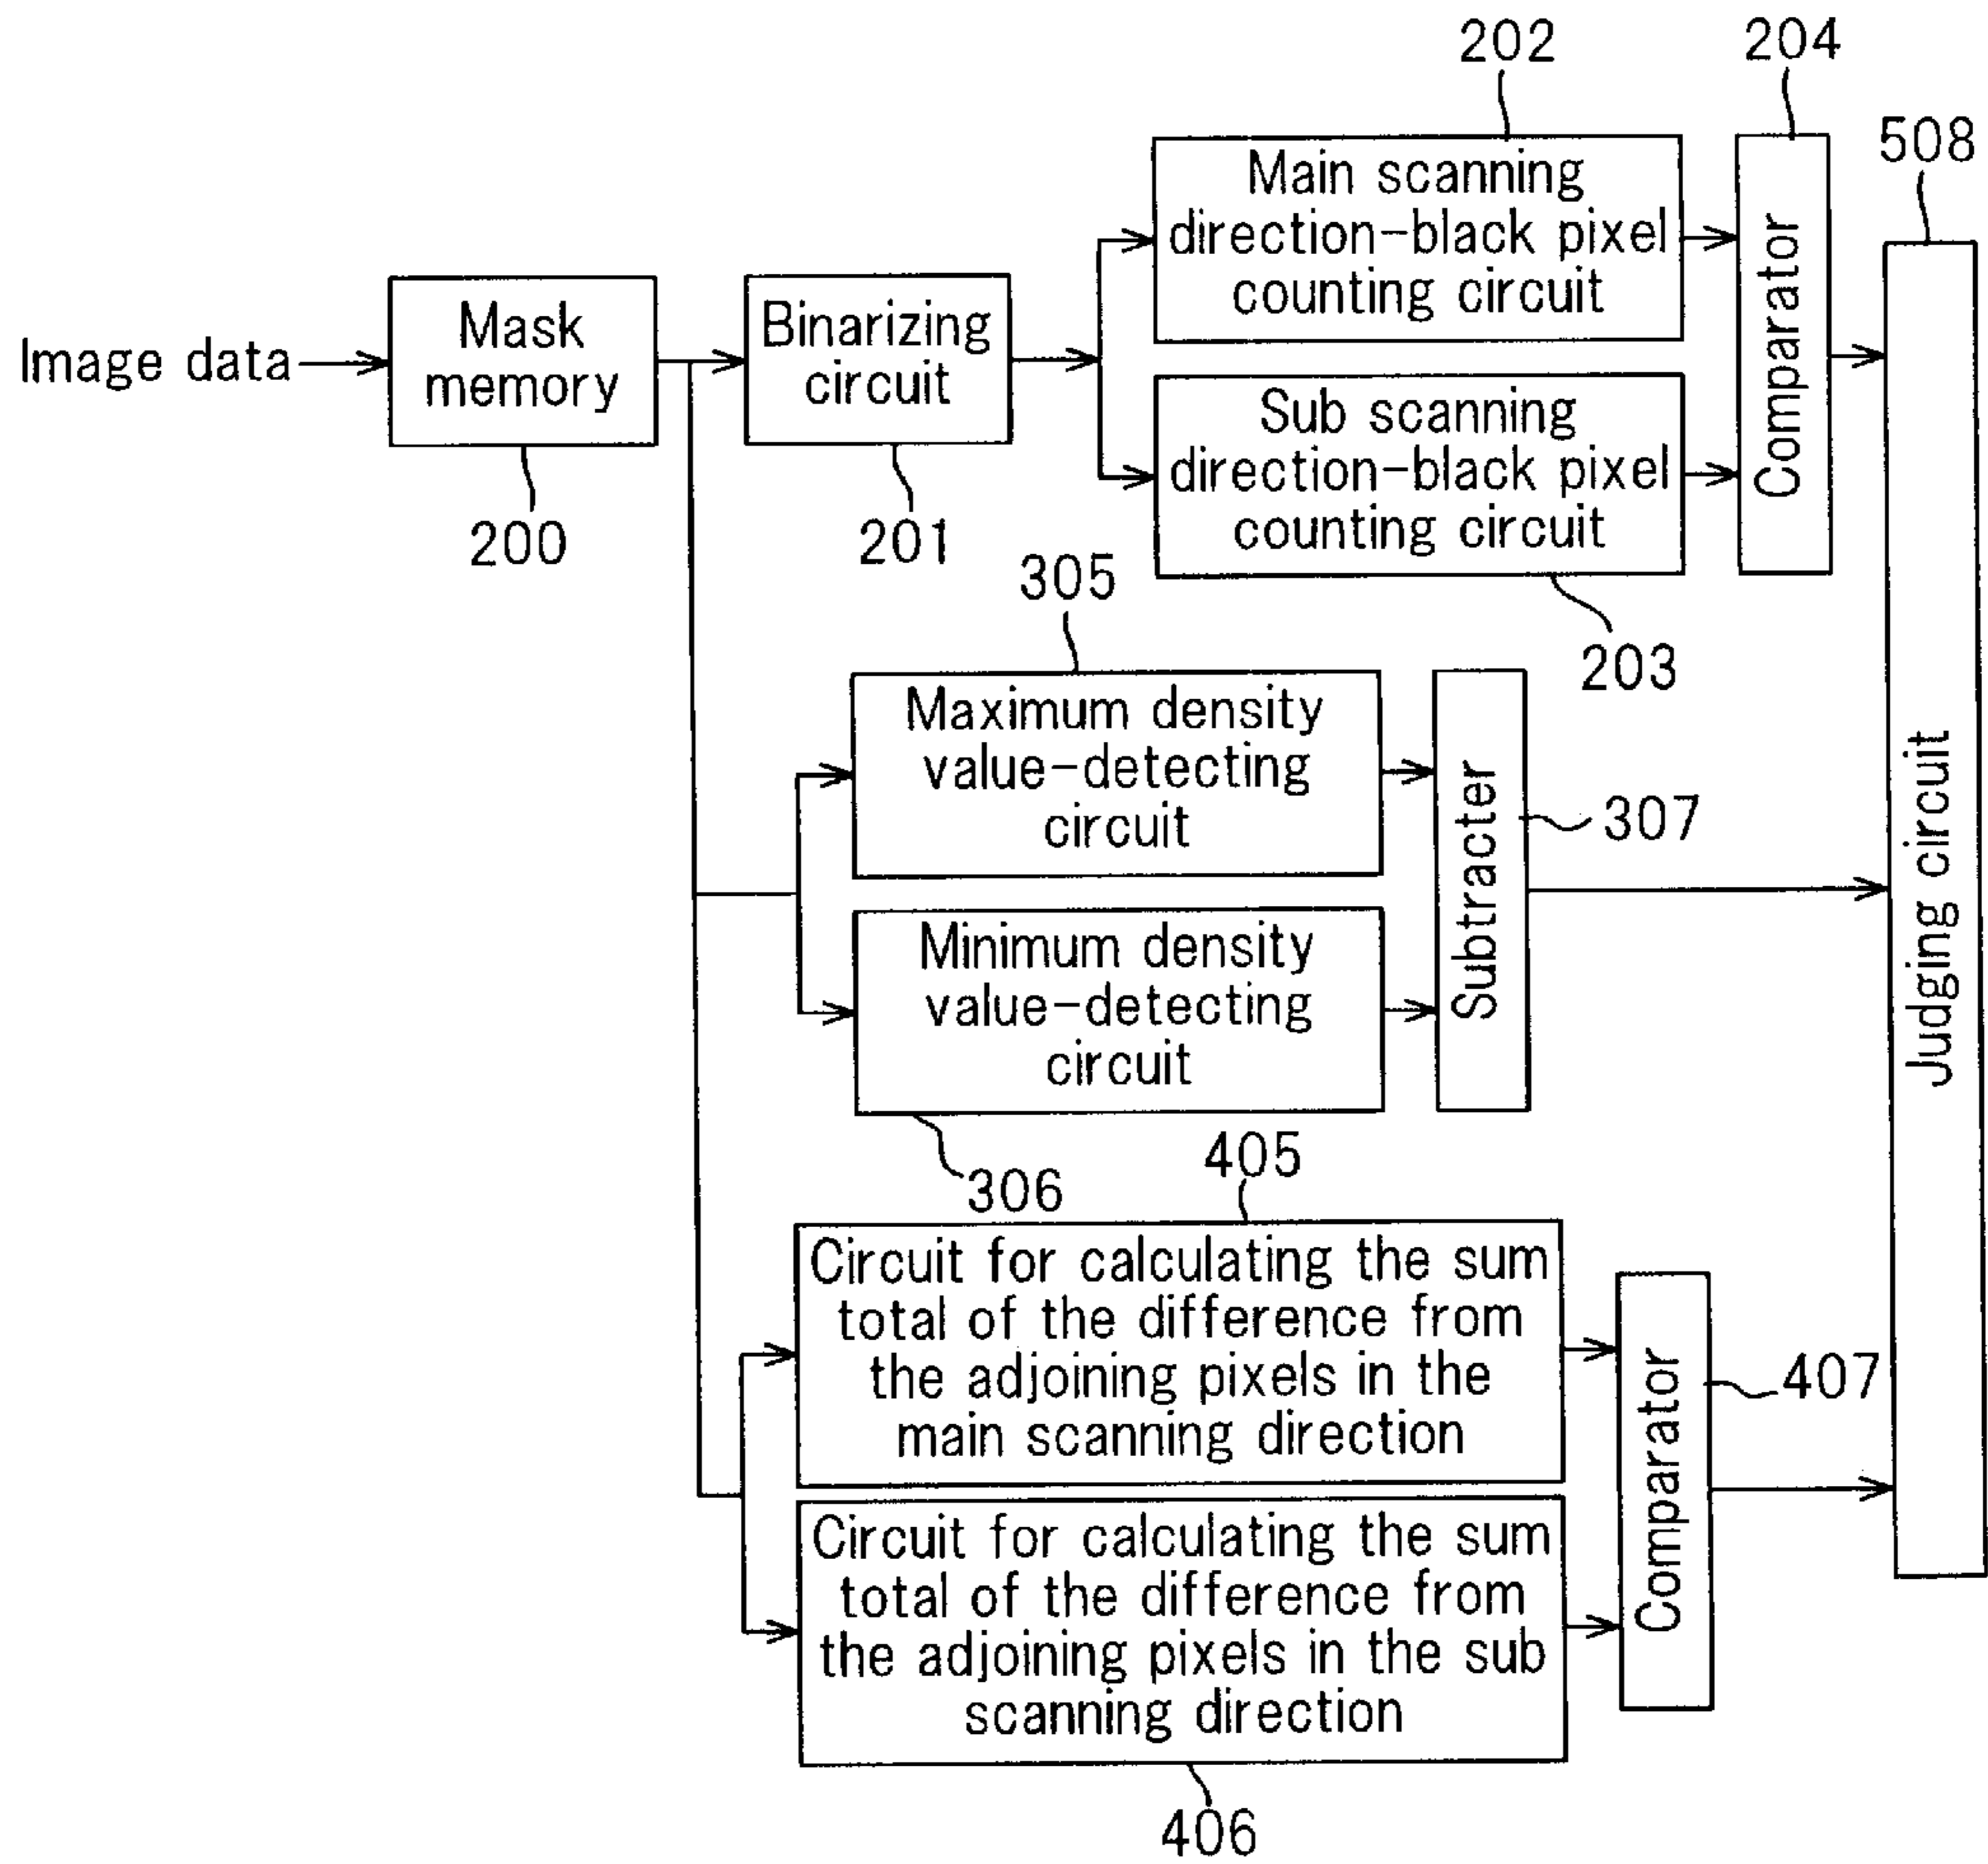 202
204
508
Main scanning
direction-black pixel
counting circuit
Comparator
Image data
Mask
memory
Binarizing
circuit
Sub scanning
direction-black pixel
counting circuit
200
201
203
305
Maximum density
value-detecting
circuit
Subtracter
307
Judging circuit
Minimum density
value-detecting
circuit
306
405
Circuit for calculating the sum
total of the difference from
the adjoining pixels in the
main scanning direction
Comparator
407
Circuit for calculating the sum
total of the difference from
the adjoining pixels in the sub
scanning direction
406